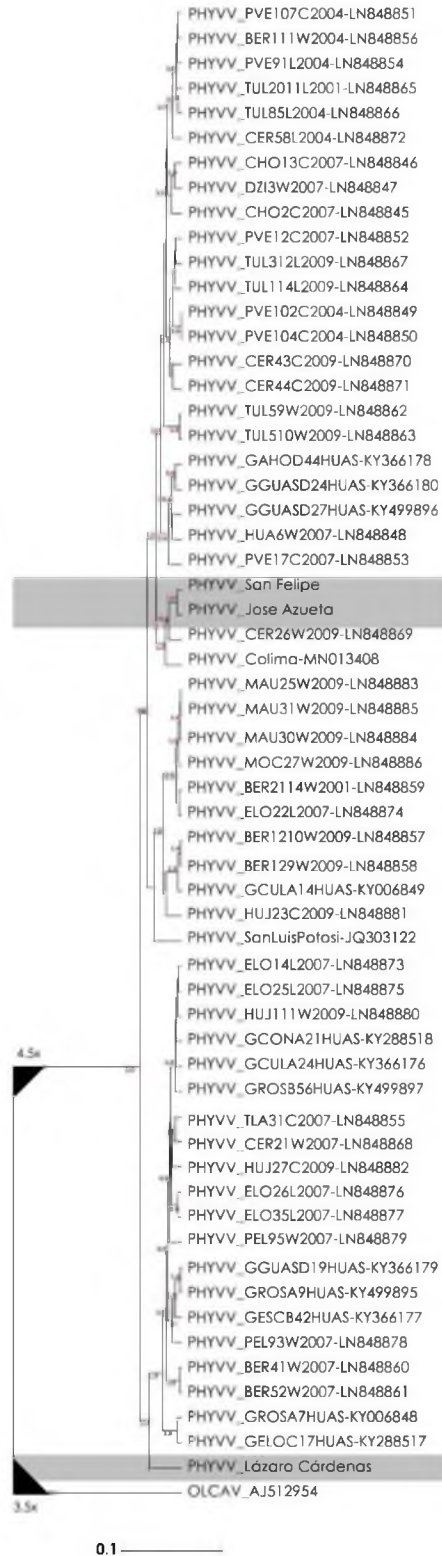 PHYVV_PVE107C2004-LN848851
PHYVV_BER111W2004-LN848856
PHYVV_PVE91L2004-LN848854
PHYVV_TUL2011L2001-LN848865
PHYVV_TUL85L2004-LN848866
PHYVV_CER58L2004-LN848872
PHYVV_CHO13C2007-LN848846
PHYVV_DZI3W2007-LN848847
PHYVV_CHO2C2007-LN848845
PHYVV_PVE12C2007-LN848852
PHYVV_TUL312L2009-LN848867
PHYVV_TUL114L2009-LN848864
PHYVV_PVE102C2004-LN848849
PHYVV_PVE104C2004-LN848850
PHYVV_CER43C2009-LN848870
PHYVV_CER44C2009-LN848871
PHYVV_TUL59W2009-LN848862
PHYVV_TUL510W2009-LN848863
PHYVV_GAHOD44HUAS-KY366178
PHYVV_GGUASD24HUAS-KY366180
PHYVV_GGUASD27HUAS-KY499896
PHYVV_HUA6W2007-LN848848
PHYVV_PVE17C2007-LN848853
PHYVV_San Felipe
PHYVV_Jose Azueta
PHYVV_CER26W2009-LN848869
PHYVV_Colima-MN013408
PHYVV_MAU25W2009-LN848883
PHYVV_MAU31W2009-LN848885
PHYVV_MAU30W2009-LN848884
PHYVV_MOC27W2009-LN848886
PHYVV_BER2114W2001-LN848859
PHYVV_ELO22L2007-LN848874
PHYVV_BER1210W2009-LN848857
PHYVV_BER129W2009-LN848858
PHYVV_GCULA14HUAS-KY006849
PHYVV_HUJ23C2009-LN848881
PHYVV_SanLuisPotosi-JQ303122
PHYVV_ELO14L2007-LN848873
PHYVV_ELO25L2007-LN848875
PHYVV_HUJ111W2009-LN848880
PHYVV_GCONA21HUAS-KY288518
PHYVV_GCULA24HUAS-KY366176
PHYVV_GROSB56HUAS-KY499897
4.5x
PHYVV_TLA31C2007-LN848855
PHYVV_CER21W2007-LN848868
PHYVV_HUJ27C2009-LN848882
PHYVV_ELO26L2007-LN848876
PHYVV_ELO35L2007-LN848877
PHYVV_PEL95W2007-LN848879
PHYVV_GGUASD19HUAS-KY366179
PHYVV_GROSA9HUAS-KY499895
PHYVV_GESCB42HUAS-KY366177
PHYVV_PEL93W2007-LN848878
PHYVV_BER41W2007-LN848860
PHYVV_BER52W2007-LN848861
PHYVV_GROSA7HUAS-KY006848
PHYVV_GELOC17HUAS-KY288517
PHYVV_Lázaro Cárdenas
OLCAV_AJ512954
3.5x
0.1